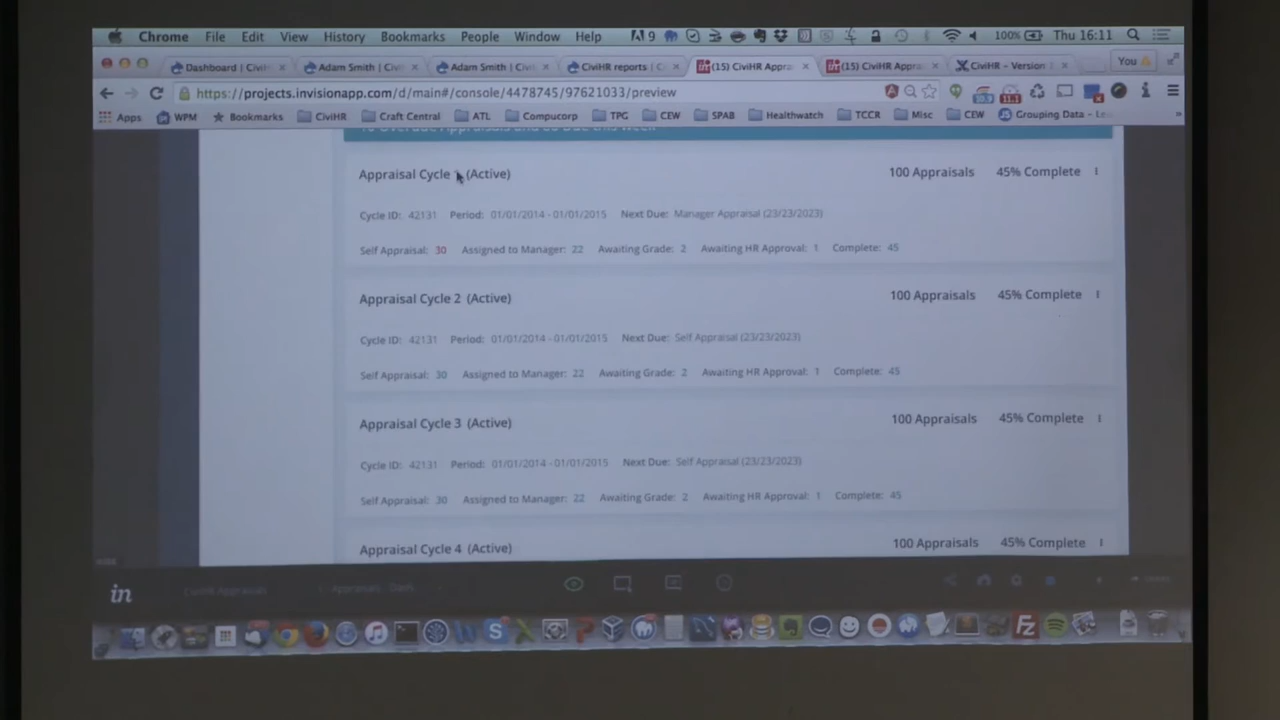 Chrome File Edit View History Bookmarks People Window Help 9 100% Thu 16:11
Dashboard | Civi Adam Smith | Civi Adam Smith | Civi CiviHR reports | C (15) CiviHR Appra (15) CiviHR Appra CiviHR – Version You
https://projects.invisionapp.com/d/main#/console/4478745/97621033/preview
Apps WPM Bookmarks CiviHR Craft Central ATL Compucorp TPG CEW SPAB Healthwatch TCCR Misc CEW Grouping Data - Le
Appraisal Cycle (Active) 100 Appraisals 45% Complete
Cycle ID: 42131 Period: 01/01/2014 - 01/01/2015 Next Due: Manager Appraisal (23/23/2023)
Self Appraisal: 30 Assigned to Manager: 22 Awaiting Grade: 2 Awaiting HR Approval: 1 Complete: 45
Appraisal Cycle 2 (Active) 100 Appraisals 45% Complete
Cycle ID: 42131 Period: 01/01/2014 - 01/01/2015 Next Due: Self Appraisal (23/23/2023)
Self Appraisal: 30 Assigned to Manager: 22 Awaiting Grade: 2 Awaiting HR Approval: 1 Complete: 45
Appraisal Cycle 3 (Active) 100 Appraisals 45% Complete
Cycle ID: 42131 Period: 01/01/2014 - 01/01/2015 Next Due: Self Appraisal (23/23/2023)
Self Appraisal: 30 Assigned to Manager: 22 Awaiting Grade: 2 Awaiting HR Approval: 1 Complete: 45
Appraisal Cycle 4 (Active) 100 Appraisals 45% Complete
in